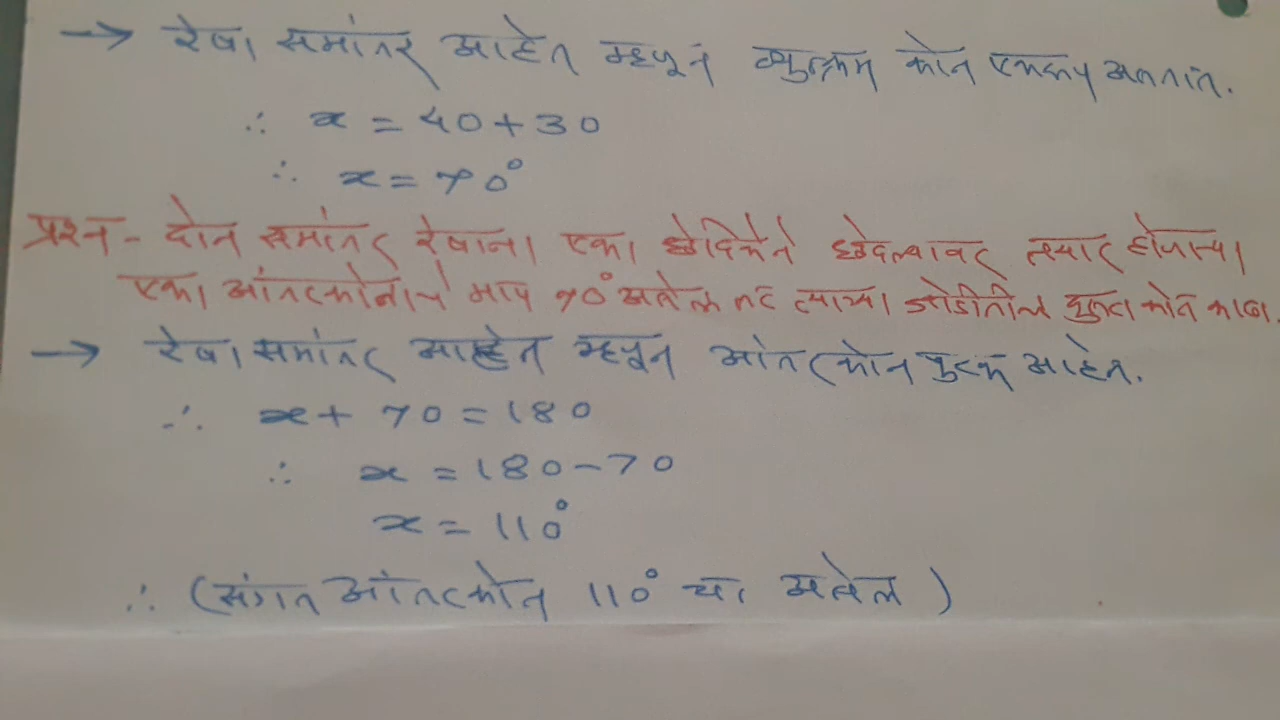 → रेषा समांतर आहेत म्हणून व्युत्क्रम कोन एकरूप असतात.
∴ x = 40 + 30
∴ x = 70°
प्रश्न - दोन समांतर रेषांना एका छेदिकेने छेदल्यावर तयार होणाऱ्या
एका आंतरकोनाचे माप 70° असेल तर त्याच्या जोडीतील दुसरा कोन काढा.
→ रेषा समांतर आहेत म्हणून आंतरकोन पुरक आहेत.
∴ x + 70 = 180
∴ x = 180 - 70
x = 110°
∴ (संगत आंतरकोन 110° चा असेल)